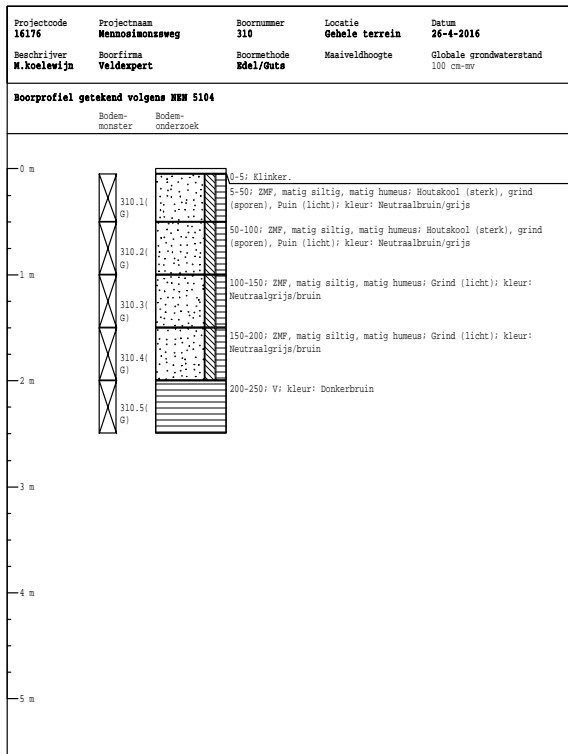 Projectcode Projectnaam Boornummer Locatie Datum
16176 Mennosimonszweg 310 Gehele terrein 26-4-2016
Beschrijver Boorfirma Boormethode Maaiveldhoogte Globale grondwaterstand
M.koelewijn Veldexpert Edel/Guts 100 cm-mv
Boorprofiel getekend volgens NEN 5104
Bodem- Bodem-
monster onderzoek
0 m
0-5; Klinker.
5-50; ZMF, matig siltig, matig humeus; Houtskool (sterk), grind
310.1( (sporen), Puin (licht); kleur: Neutraalbruin/grijs
G)
50-100; ZMF, matig siltig, matig humeus; Houtskool (sterk), grind
310.2( (sporen), Puin (licht); kleur: Neutraalbruin/grijs
G)
1 m
100-150; ZMF, matig siltig, matig humeus; Grind (licht); kleur:
310.3( Neutraalgrijs/bruin
G)
150-200; ZMF, matig siltig, matig humeus; Grind (licht); kleur:
310.4( Neutraalgrijs/bruin
G)
2 m
200-250; V; kleur: Donkerbruin
310.5(
G)
3 m
4 m
5 m